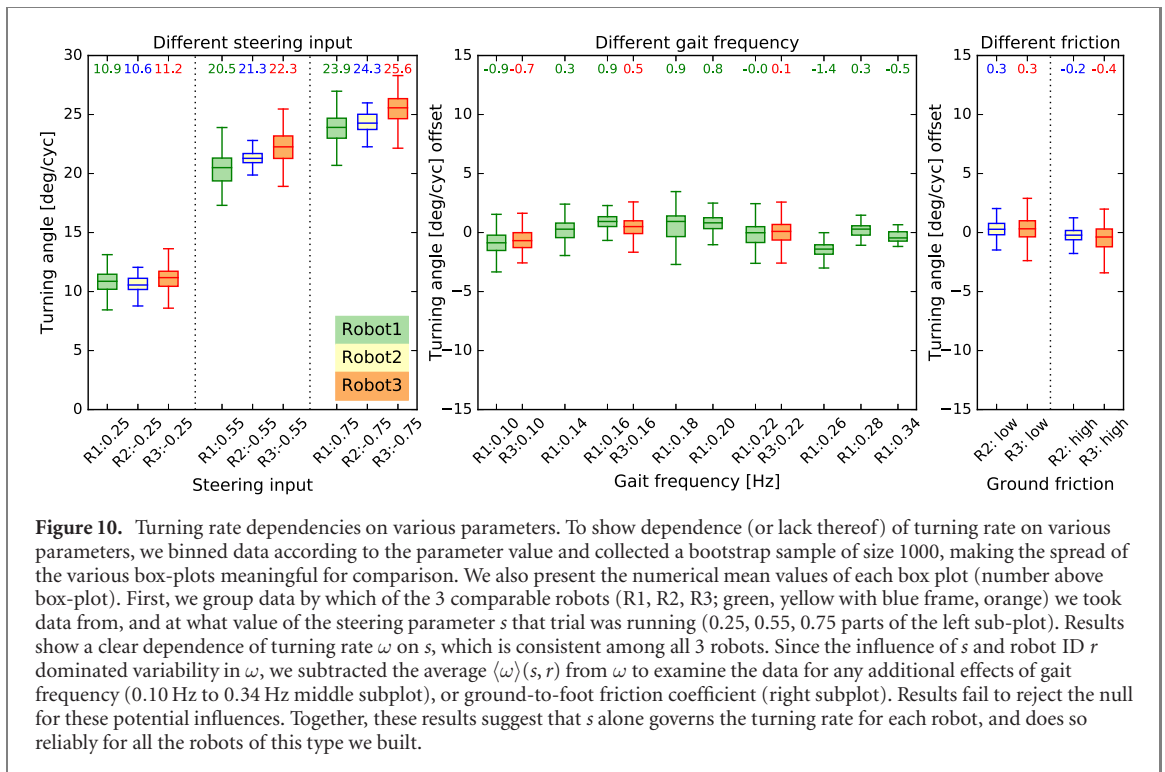 Different steering input
Different gait frequency
Different friction
10.9 10.6 11.2 20.5 21.3 22.3 23.9 24.3 25.6
-0.9 -0.7 0.3 0.9 0.5 0.9 0.8 -0.0 0.1 -1.4 0.3 -0.5
0.3 0.3 -0.2 -0.4
Turning angle [deg/cyc]
30
25
20
15
10
5
0
Robot1
Robot2
Robot3
R1:0.25
R2:-0.25
R3:-0.25
R1:0.55
R2:-0.55
R3:-0.55
R1:0.75
R2:-0.75
R3:-0.75
Steering input
Turning angle [deg/cyc] offset
15
10
5
0
−5
−10
−15
R1:0.10
R3:0.10
R1:0.14
R1:0.16
R3:0.16
R1:0.18
R1:0.20
R1:0.22
R3:0.22
R1:0.26
R1:0.28
R1:0.34
Gait frequency [Hz]
Turning angle [deg/cyc] offset
15
10
5
0
−5
−10
−15
R2: low
R3: low
R2: high
R3: high
Ground friction
Figure 10. Turning rate dependencies on various parameters. To show dependence (or lack thereof) of turning rate on various
parameters, we binned data according to the parameter value and collected a bootstrap sample of size 1000, making the spread of
the various box-plots meaningful for comparison. We also present the numerical mean values of each box plot (number above
box-plot). First, we group data by which of the 3 comparable robots (R1, R2, R3; green, yellow with blue frame, orange) we took
data from, and at what value of the steering parameter s that trial was running (0.25, 0.55, 0.75 parts of the left sub-plot). Results
show a clear dependence of turning rate ω on s, which is consistent among all 3 robots. Since the influence of s and robot ID r
dominated variability in ω, we subtracted the average ⟨ω⟩(s, r) from ω to examine the data for any additional effects of gait
frequency (0.10 Hz to 0.34 Hz middle subplot), or ground-to-foot friction coefficient (right subplot). Results fail to reject the null
for these potential influences. Together, these results suggest that s alone governs the turning rate for each robot, and does so
reliably for all the robots of this type we built.